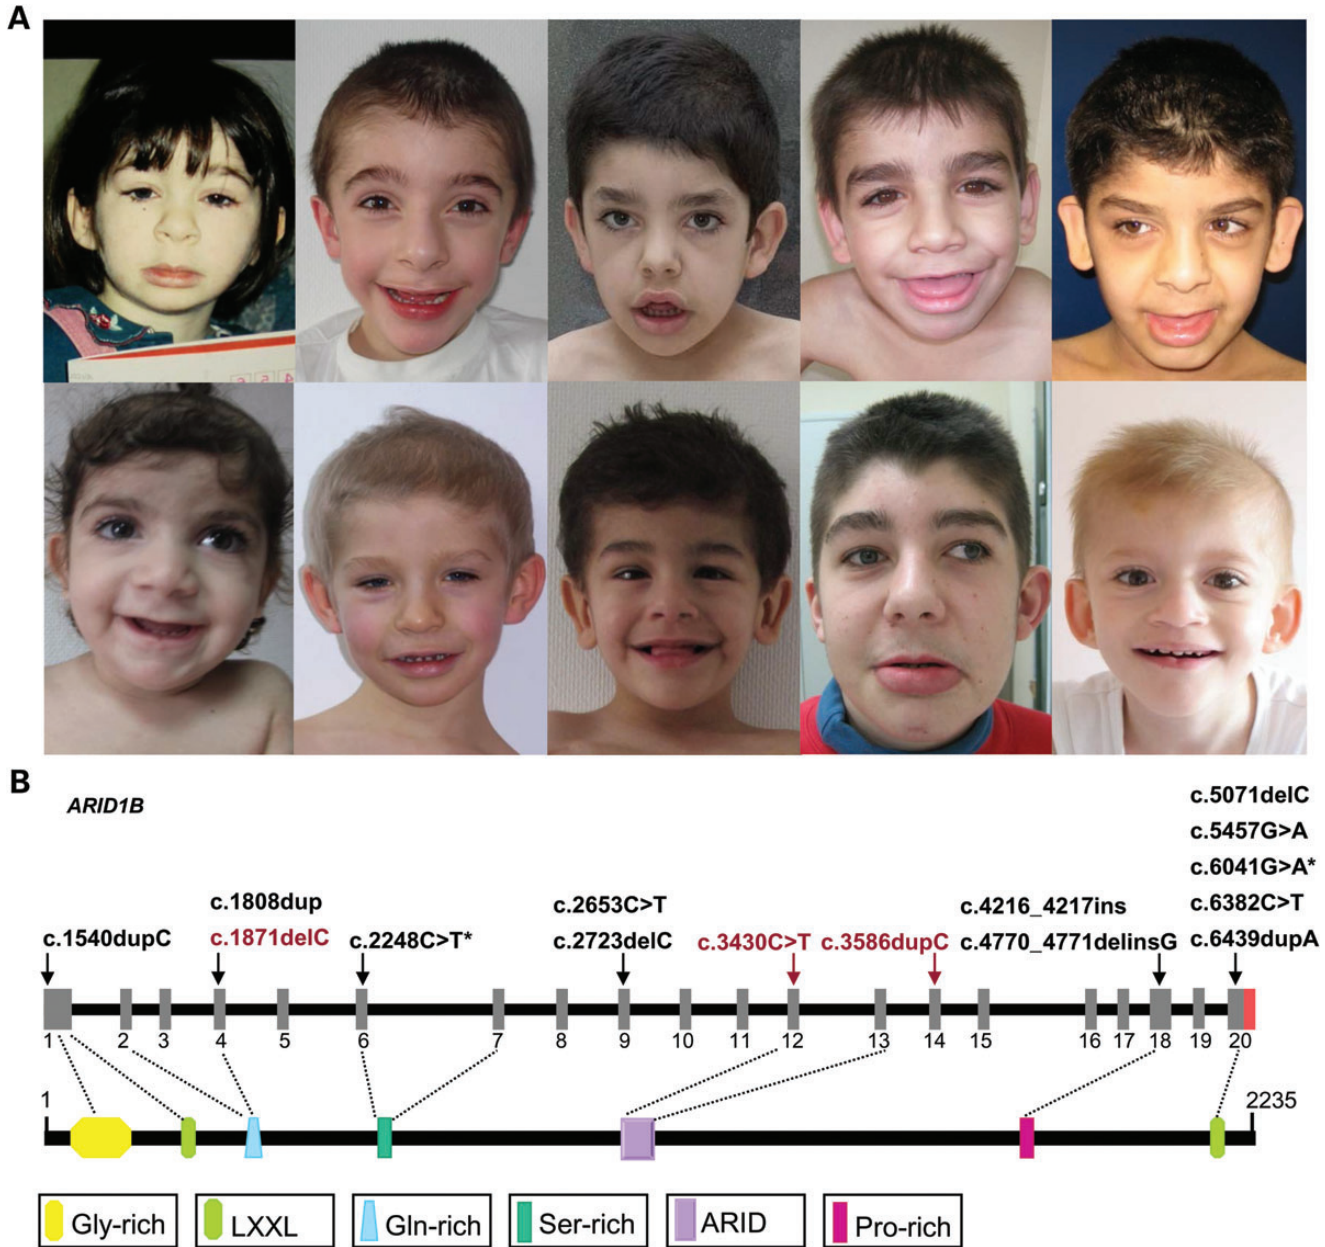 A
B
ARID1B
c.5071delC
c.5457G>A
c.6041G>A*
c.6382C>T
c.6439dupA
c.1540dupC
c.1808dup
c.1871delC
c.2248C>T*
c.2653C>T
c.2723delC
c.3430C>T
c.3586dupC
c.4216_4217ins
c.4770_4771delinsG
1 2 3 4 5 6 7 8 9 10 11 12 13 14 15 16 17 18 19 20
1 2235
Gly-rich LXXL Gln-rich Ser-rich ARID Pro-rich